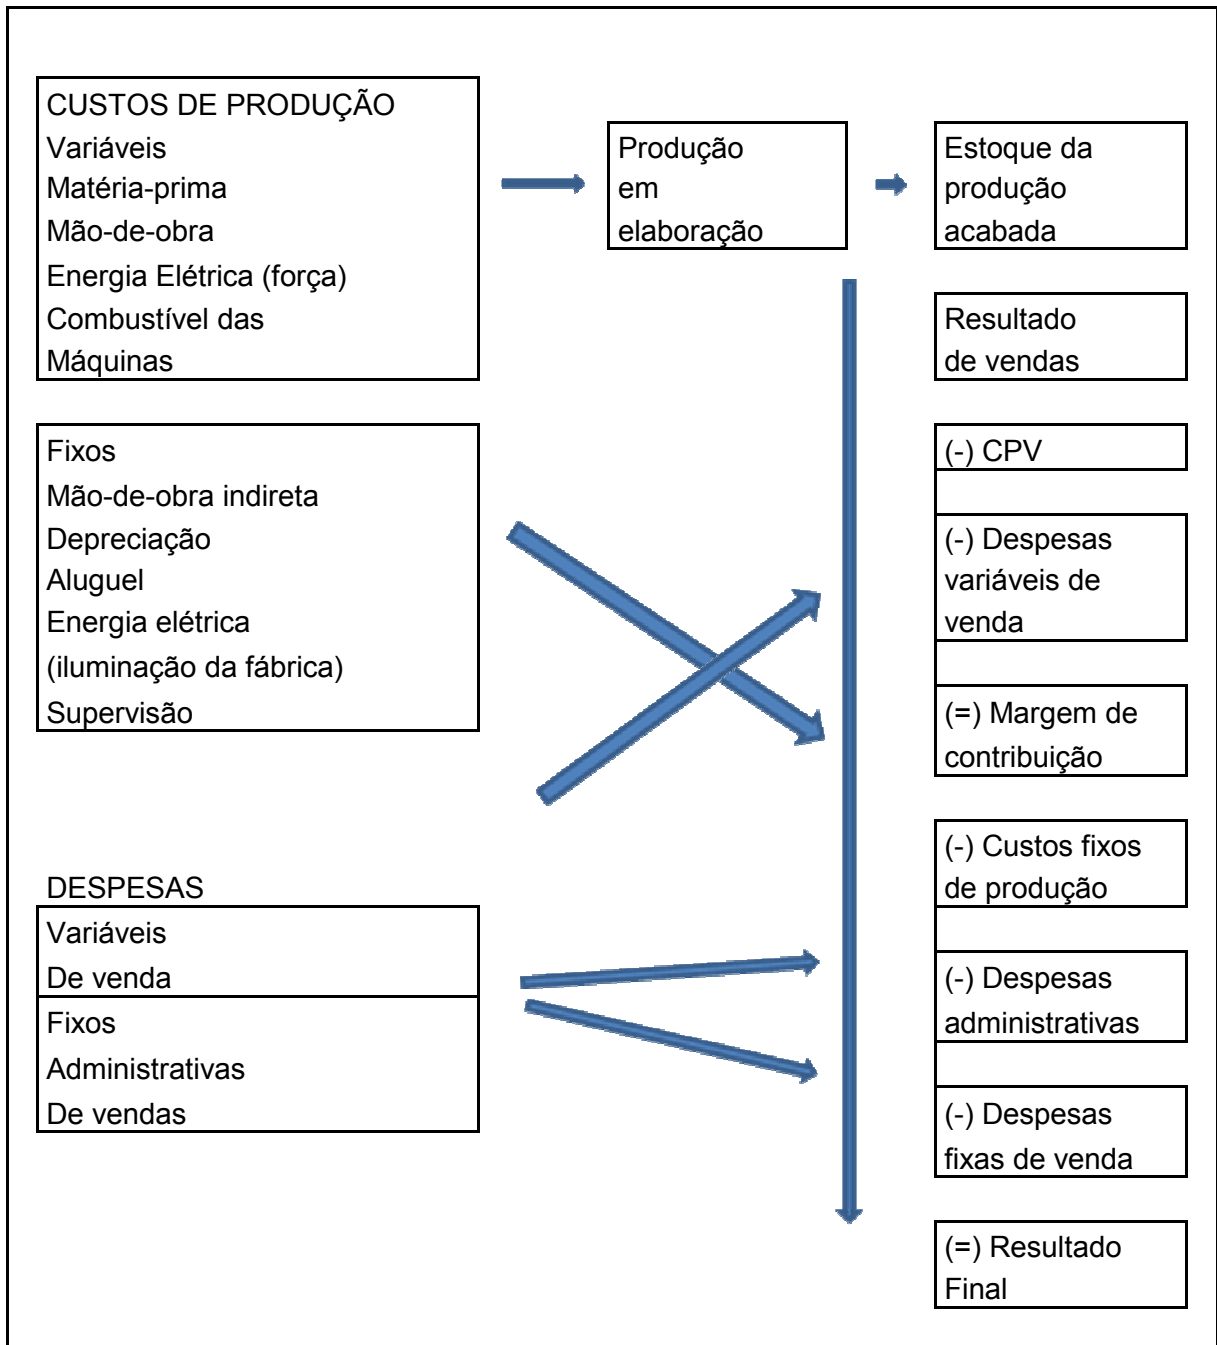 CUSTOS DE PRODUÇÃO
Variáveis
Matéria-prima
Mão-de-obra
Energia Elétrica (força)
Combustível das
Máquinas
Produção
em
elaboração
Estoque da
produção
acabada
Resultado
de vendas
Fixos
Mão-de-obra indireta
Depreciação
Aluguel
Energia elétrica
(iluminação da fábrica)
Supervisão
(-) CPV
(-) Despesas
variáveis de
venda
(=) Margem de
contribuição
(-) Custos fixos
de produção
DESPESAS
Variáveis
De venda
Fixos
Administrativas
De vendas
(-) Despesas
administrativas
(-) Despesas
fixas de venda
(=) Resultado
Final